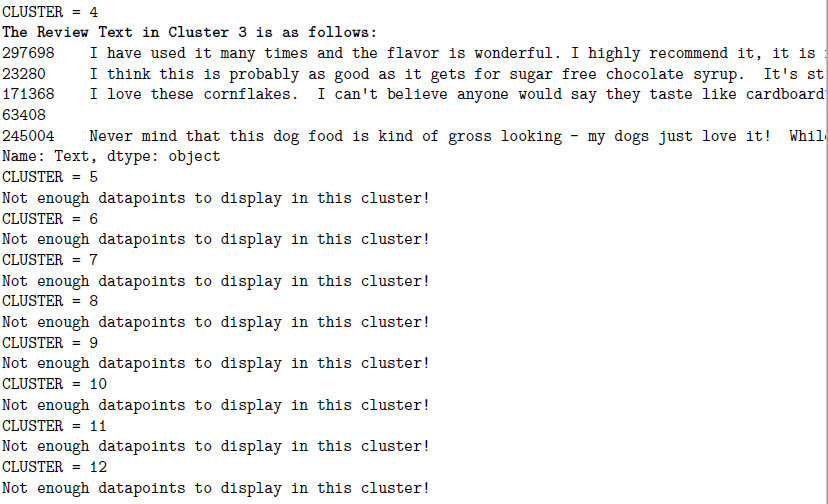 CLUSTER = 4
The Review Text in Cluster 3 is as follows:
297698    I have used it many times and the flavor is wonderful. I highly recommend it, it is
23280     I think this is probably as good as it gets for sugar free chocolate syrup.  It's st
171368    I love these cornflakes.  I can't believe anyone would say they taste like cardboard
63408
245004    Never mind that this dog food is kind of gross looking - my dogs just love it!  Whil
Name: Text, dtype: object
CLUSTER = 5
Not enough datapoints to display in this cluster!
CLUSTER = 6
Not enough datapoints to display in this cluster!
CLUSTER = 7
Not enough datapoints to display in this cluster!
CLUSTER = 8
Not enough datapoints to display in this cluster!
CLUSTER = 9
Not enough datapoints to display in this cluster!
CLUSTER = 10
Not enough datapoints to display in this cluster!
CLUSTER = 11
Not enough datapoints to display in this cluster!
CLUSTER = 12
Not enough datapoints to display in this cluster!